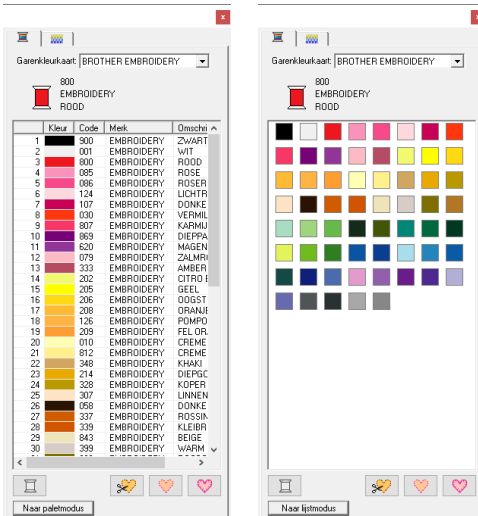 x
x
Garenkleurkaart: BROTHER EMBROIDERY
800
EMBROIDERY
ROOD
Kleur Code Merk Omschri
1 900 EMBROIDERY ZWART
2 001 EMBROIDERY WIT
3 800 EMBROIDERY ROOD
4 085 EMBROIDERY ROSE
5 086 EMBROIDERY ROSER
6 124 EMBROIDERY LICHTR
7 107 EMBROIDERY DONKE
8 030 EMBROIDERY VERMIL
9 807 EMBROIDERY KARMIJ
10 869 EMBROIDERY DIEPPA
11 620 EMBROIDERY MAGEN
12 079 EMBROIDERY ZALMR
13 333 EMBROIDERY AMBER
14 202 EMBROIDERY CITRO
15 205 EMBROIDERY GEEL
16 206 EMBROIDERY OOGST
17 208 EMBROIDERY ORANJE
18 126 EMBROIDERY POMPO
19 209 EMBROIDERY FEL OR.
20 010 EMBROIDERY CREME
21 812 EMBROIDERY CREME
22 348 EMBROIDERY KHAKI
23 214 EMBROIDERY DIEPGC
24 328 EMBROIDERY KOPER
25 307 EMBROIDERY LINNEN
26 058 EMBROIDERY DONKE
27 337 EMBROIDERY ROSSIN
28 339 EMBROIDERY KLEIBR
29 843 EMBROIDERY BEIGE
30 399 EMBROIDERY WARM
Naar paletmodus
Garenkleurkaart: BROTHER EMBROIDERY
800
EMBROIDERY
ROOD
Naar lijstmodus